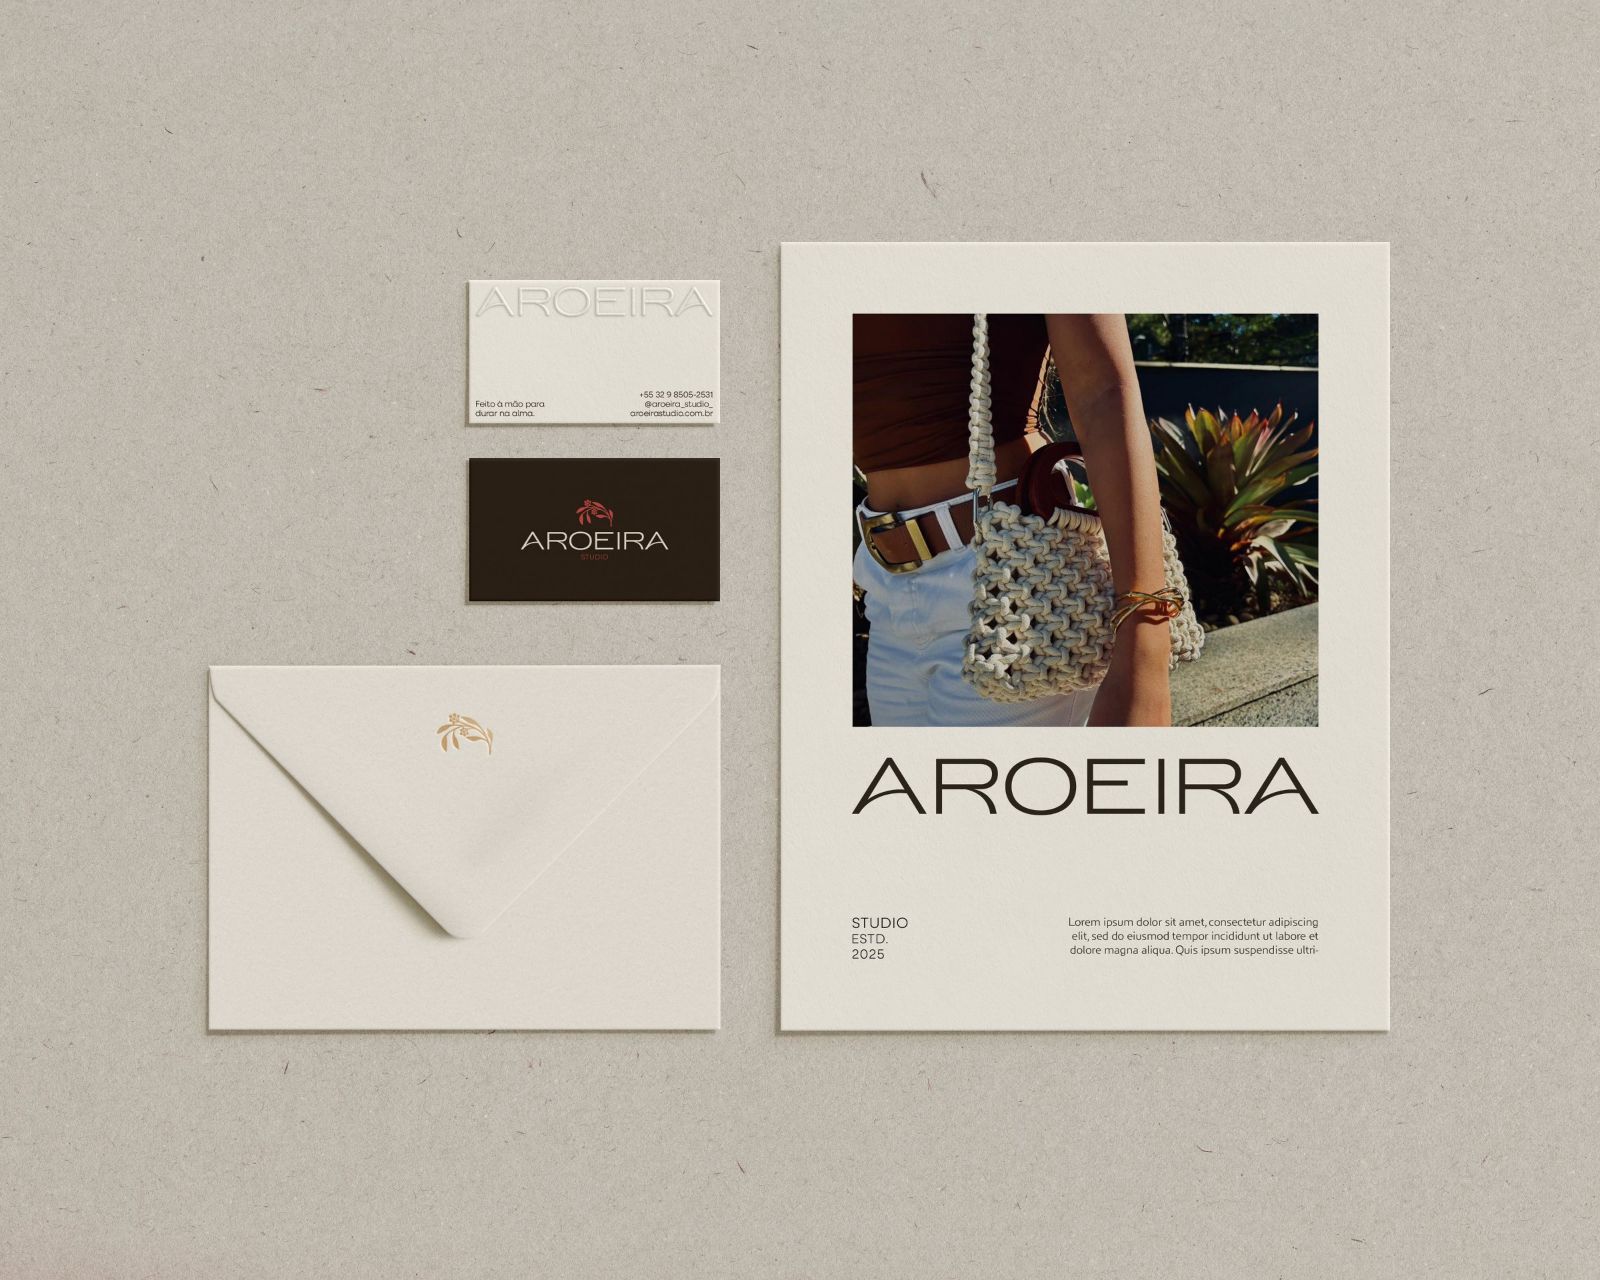 AROEIRA
Feito à mão para
durar na alma.
+55 32 9 8505-2531
@aroeira_studio_
aroeirastudio.com.br
AROEIRA
STUDIO
AROEIRA
STUDIO
ESTD.
2025
Lorem ipsum dolor sit amet, consectetur adipiscing
elit, sed do eiusmod tempor incididunt ut labore et
dolore magna aliqua. Quis ipsum suspendisse ultri-